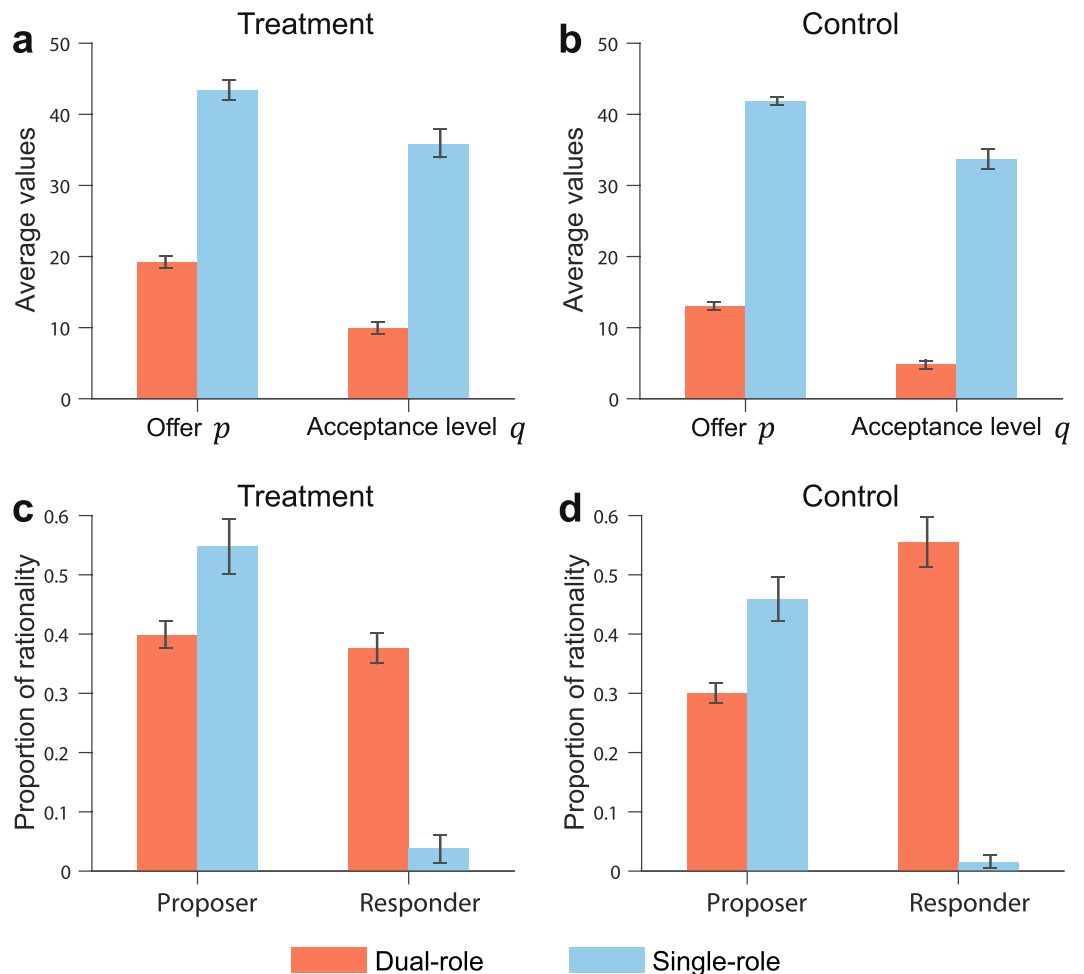 a
Treatment
Average values
50
40
30
20
10
0
Offer p
Acceptance level q
b
Control
Average values
50
40
30
20
10
0
Offer p
Acceptance level q
c
Treatment
Proportion of rationality
0.6
0.5
0.4
0.3
0.2
0.1
0
Proposer
Responder
d
Control
Proportion of rationality
0.6
0.5
0.4
0.3
0.2
0.1
0
Proposer
Responder
Dual-role
Single-role